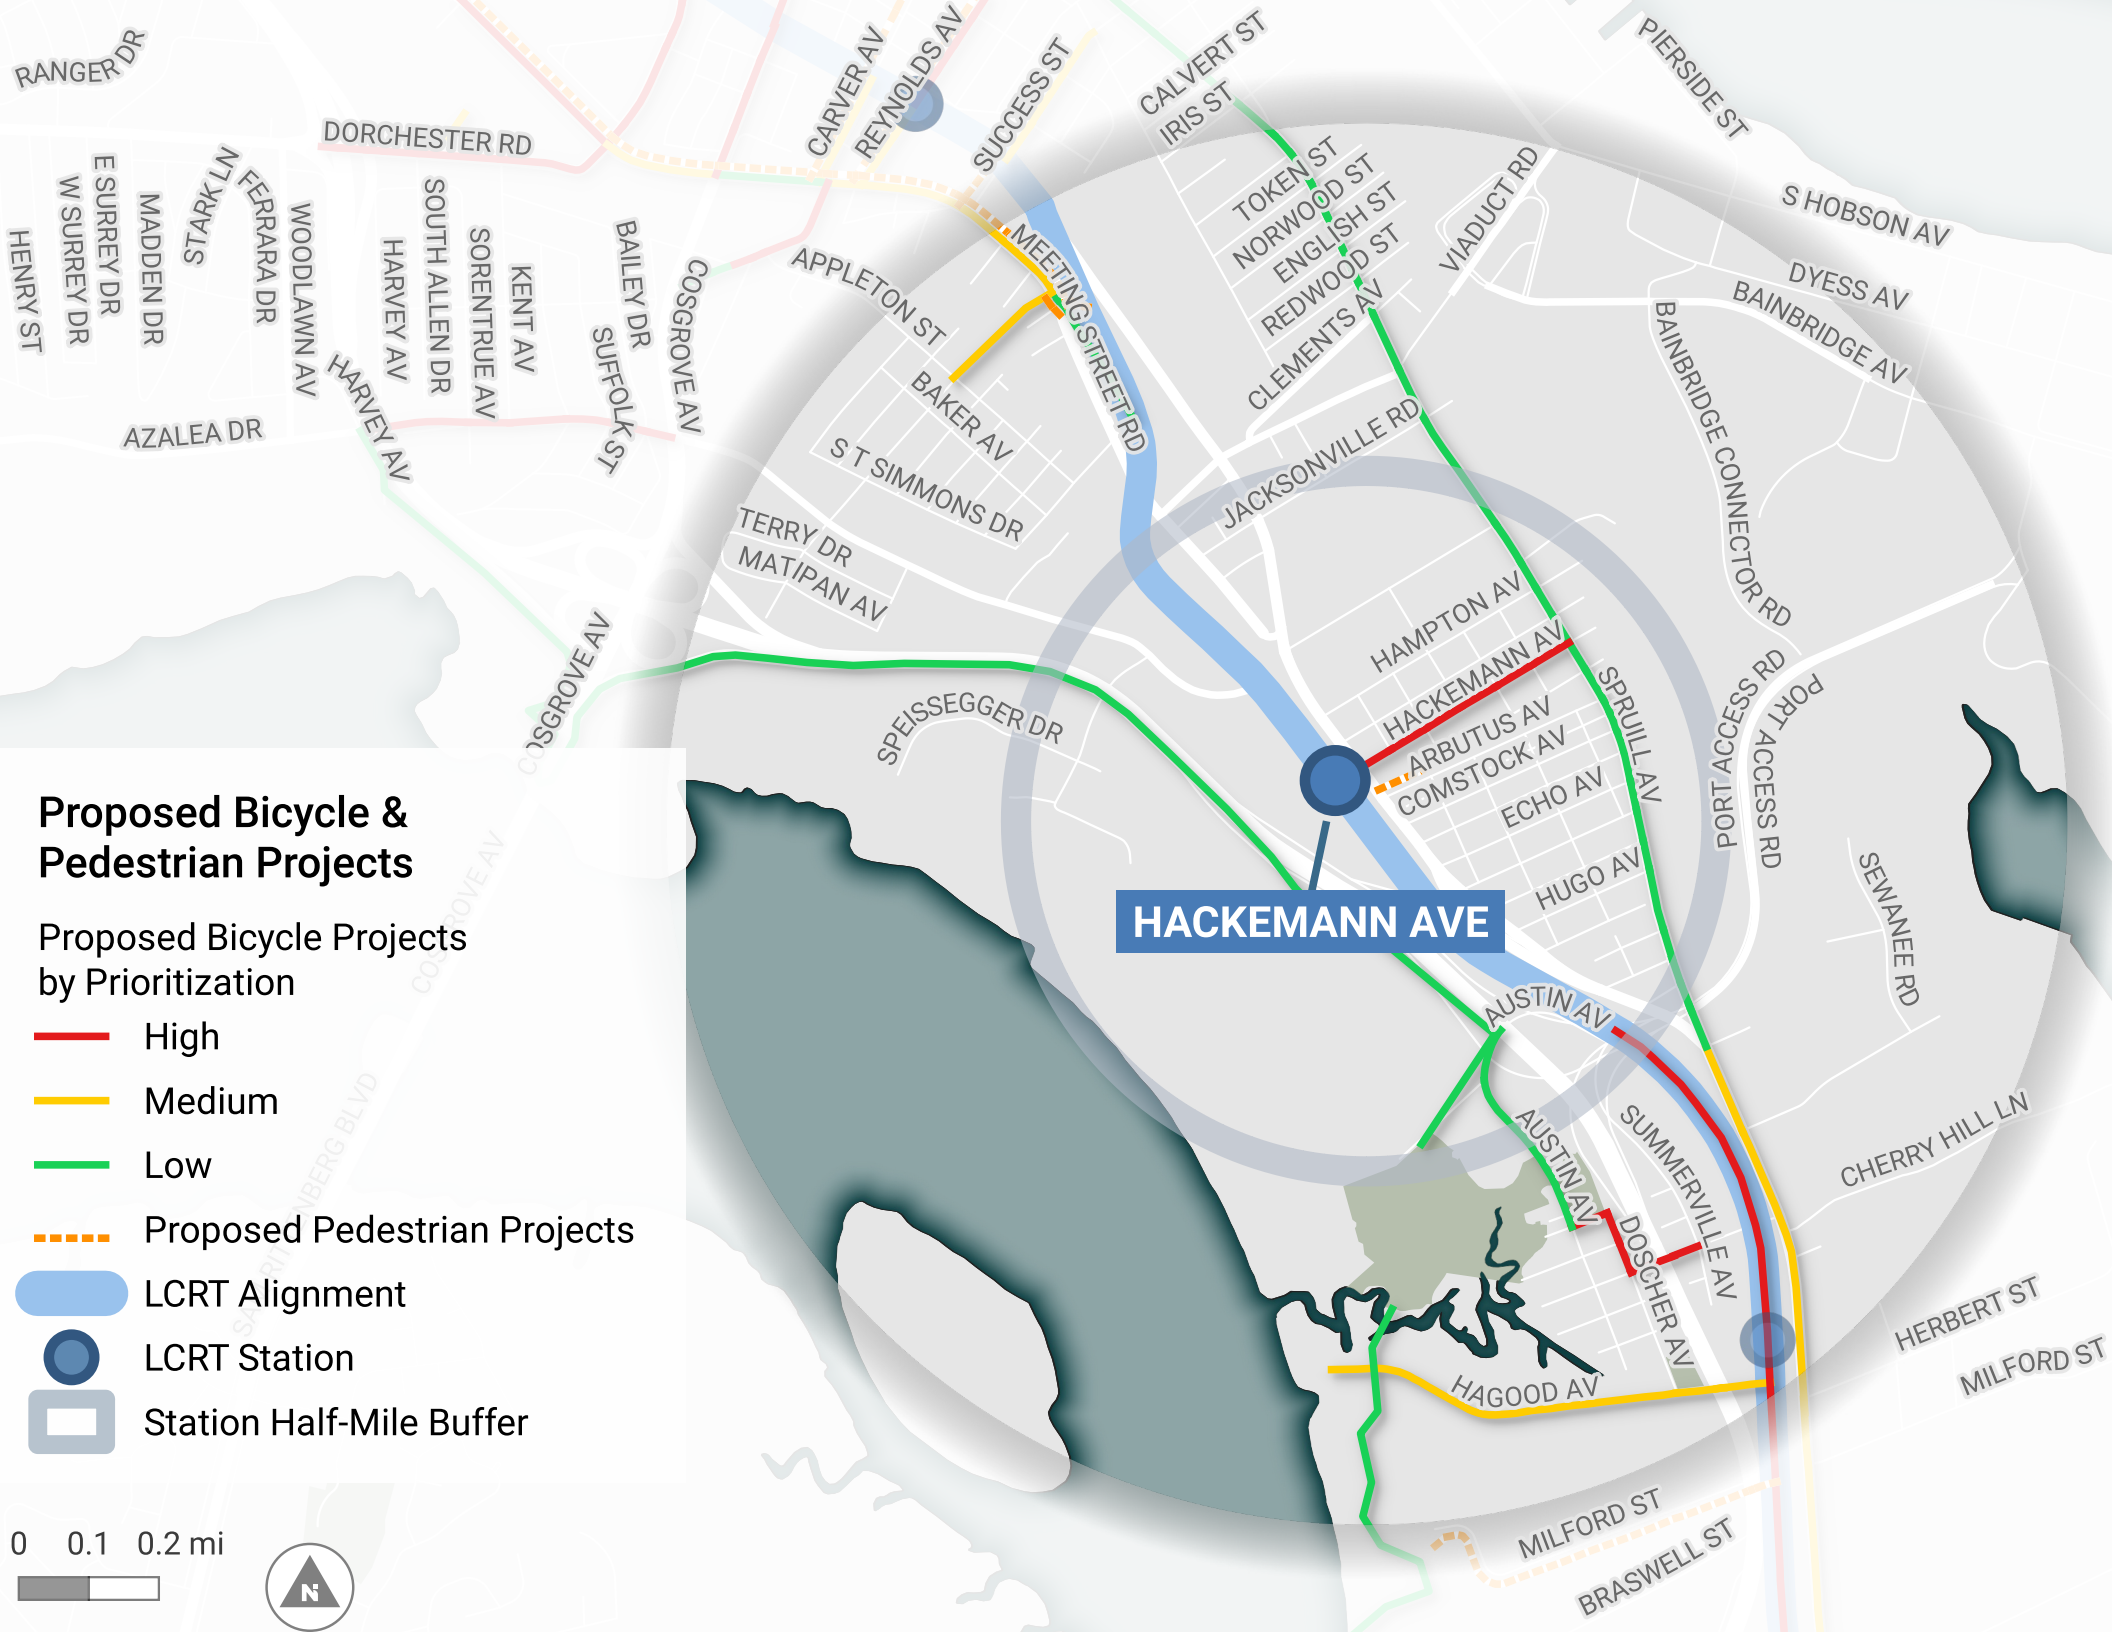 RANGER DR
DORCHESTER RD
CARVER AV
REYNOLDS AV
SUCCESS ST
CALVERT ST
IRIS ST
PIERSIDE ST
HENRY ST
W SURREY DR
E SURREY DR
MADDEN DR
STARK LN
FERRARA DR
WOODLAWN AV
HARVEY AV
SOUTH ALLEN DR
SORENTRUE AV
KENT AV
BAILEY DR
SUFFOLK ST
COSGROVE AV
HARVEY AV
AZALEA DR
APPLETON ST
MEETING STREET RD
TOKEN ST
NORWOOD ST
ENGLISH ST
REDWOOD ST
CLEMENTS AV
VIADUCT RD
S HOBSON AV
DYESS AV
BAINBRIDGE AV
BAINBRIDGE CONNECTOR RD
BAKER AV
S T SIMMONS DR
JACKSONVILLE RD
TERRY DR
MATIPAN AV
HAMPTON AV
HACKEMANN AV
ARBUTUS AV
COMSTOCK AV
ECHO AV
HUGO AV
SPRUILL AV
PORT ACCESS RD
PORT ACCESS RD
COSGROVE AV
SPEISSEGGER DR
HACKEMANN AVE
SEWANEE RD
AUSTIN AV
AUSTIN AV
SUMMERVILLE AV
DOSCHER AV
CHERRY HILL LN
HERBERT ST
MILFORD ST
HAGOOD AV
MILFORD ST
BRASWELL ST
COSGROVE AV
Proposed Bicycle &
Pedestrian Projects
Proposed Bicycle Projects
by Prioritization
High
Medium
Low
Proposed Pedestrian Projects
LCRT Alignment
LCRT Station
Station Half-Mile Buffer
0 0.1 0.2 mi
N